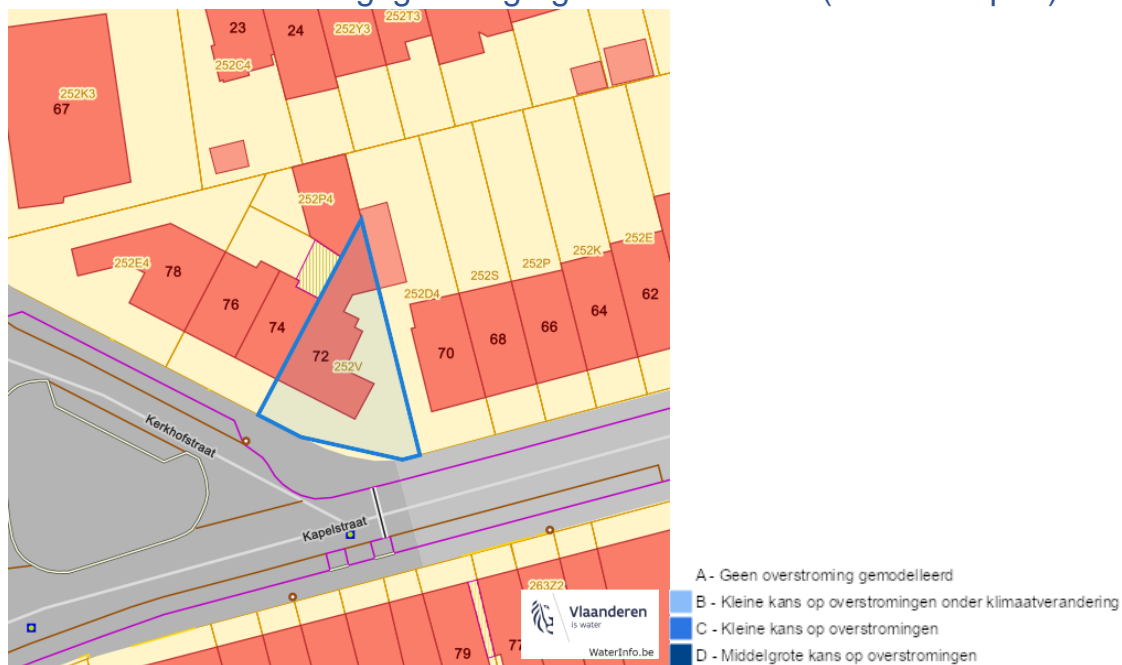 23
24
252Y3
252T3
252C4
252K3
67
252P4
252E4
78
76
74
72
252V
252D4
252S
252P
252K
252E
70
68
66
64
62
Kerkhofstraat
Kapelstraat
263Z2
79
77
Vlaanderen
is water
WaterInfo.be
A - Geen overstroming gemodelleerd
B - Kleine kans op overstromingen onder klimaatverandering
C - Kleine kans op overstromingen
D - Middelgrote kans op overstromingen